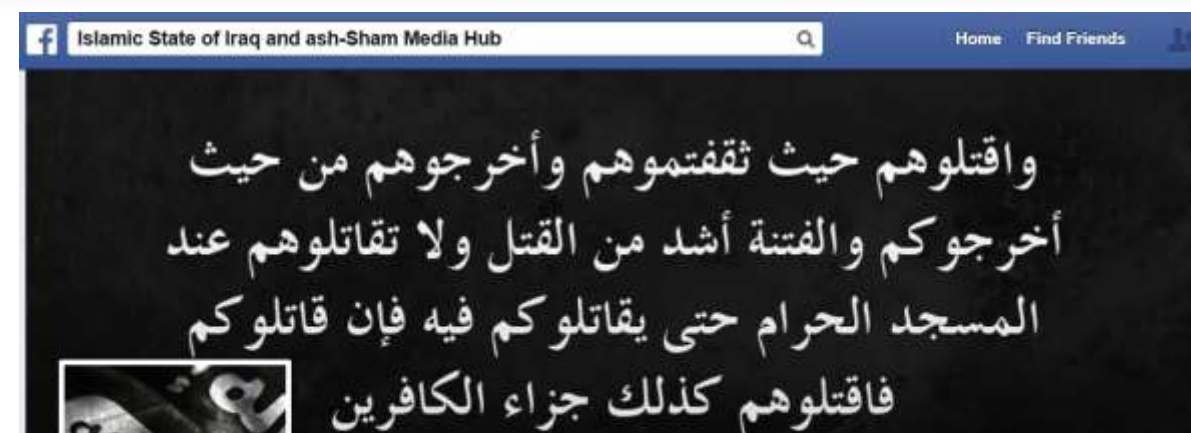 Islamic State of Iraq and ash-Sham Media Hub
Home Find Friends
واقتلوهم حيث ثقفتموهم وأخرجوهم من حيث
أخرجوكم والفتنة أشد من القتل ولا تقاتلوهم عند
المسجد الحرام حتى يقاتلوكم فيه فإن قاتلوكم
فاقتلوهم كذلك جزاء الكافرين